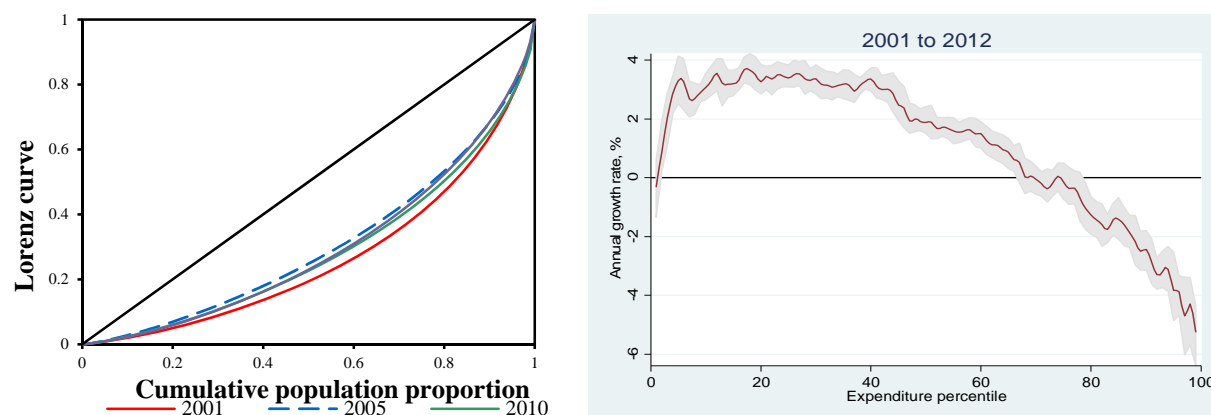 1
0.8
0.6
0.4
0.2
0
Lorenz curve
0 0.2 0.4 0.6 0.8 1
Cumulative population proportion
2001 2005 2010
2001 to 2012
4
2
0
-2
-4
-6
Annual growth rate, %
0 20 40 60 80 100
Expenditure percentile